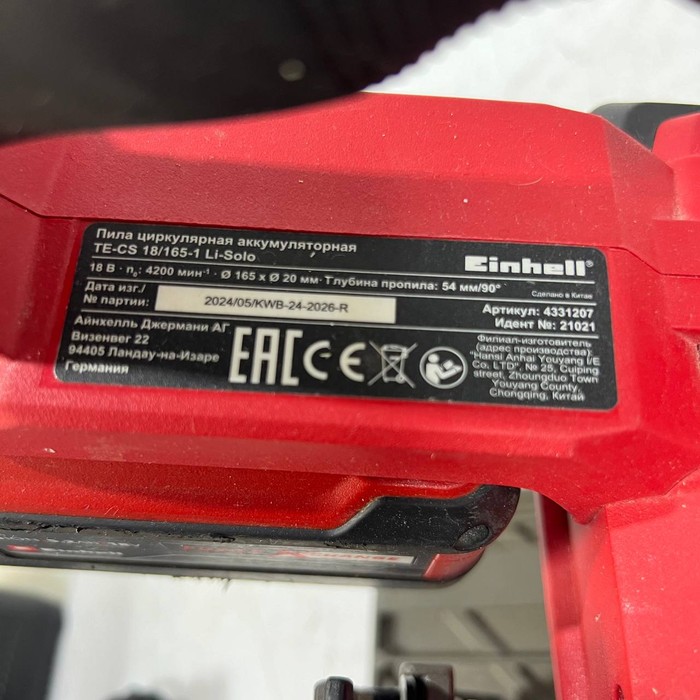 Пила циркулярная аккумуляторная
TE-CS 18/165-1 Li-Solo
18 В · n₀: 4200 мин⁻¹ · Ø 165 x Ø 20 мм· Глубина пропила: 54 мм/90°
Einhell®
Сделано в Китае
Дата изг./
№ партии:
2024/05/KWB-24-2026-R
Артикул: 4331207
Идент №: 21021
Айнхелль Джермани АГ
Визенвег 22
94405 Ландау-на-Изаре
Германия
EAC CE
Филиал-изготовитель
(адрес производства):
"Hansi Anhai Youyang I/E
Co, LTD", № 25, Cuiping
street, Zhongduo Town
Youyang County,
Chongqing, Китай
Einhell